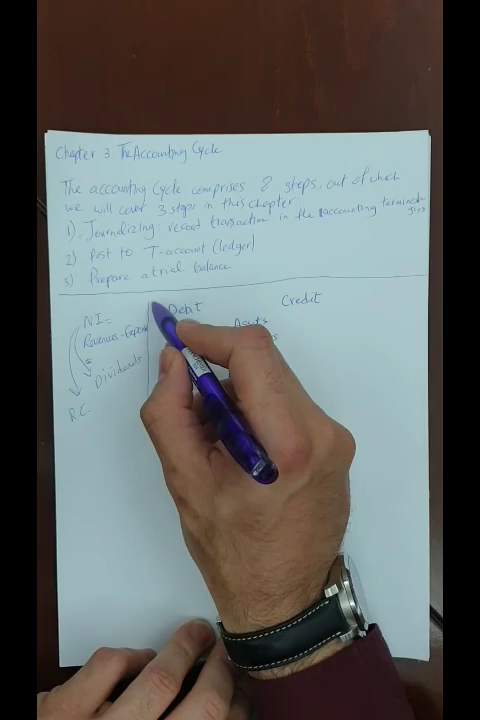 Chapter 3: The Accounting Cycle
The accounting cycle comprises 8 steps, out of which
we will cover 3 steps in this chapter.
1) Journalizing: record transaction in the accounting terminologies
2) Post to T-account (ledger)
3) Prepare a trial balance
Debit Credit
NI=
Revenues-Expen
Dividends